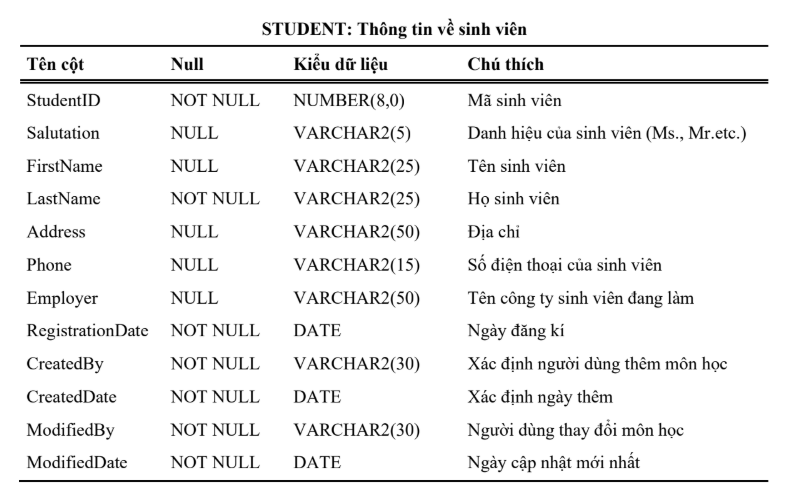 STUDENT: Thông tin về sinh viên
Tên cột Null Kiểu dữ liệu Chú thích
StudentID NOT NULL NUMBER(8,0) Mã sinh viên
Salutation NULL VARCHAR2(5) Danh hiệu của sinh viên (Ms., Mr.etc.)
FirstName NULL VARCHAR2(25) Tên sinh viên
LastName NOT NULL VARCHAR2(25) Họ sinh viên
Address NULL VARCHAR2(50) Địa chỉ
Phone NULL VARCHAR2(15) Số điện thoại của sinh viên
Employer NULL VARCHAR2(50) Tên công ty sinh viên đang làm
RegistrationDate NOT NULL DATE Ngày đăng kí
CreatedBy NOT NULL VARCHAR2(30) Xác định người dùng thêm môn học
CreatedDate NOT NULL DATE Xác định ngày thêm
ModifiedBy NOT NULL VARCHAR2(30) Người dùng thay đổi môn học
ModifiedDate NOT NULL DATE Ngày cập nhật mới nhất